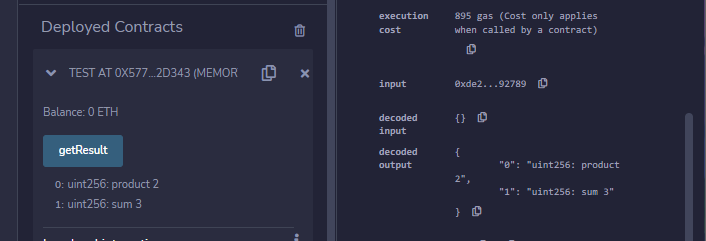 Deployed Contracts
TEST AT 0X577...2D343 (MEMOR
Balance: 0 ETH
getResult
0: uint256: product 2
1: uint256: sum 3
execution cost
895 gas (Cost only applies
when called by a contract)
input
0xde2...92789
decoded input
{}
decoded output
{
"0": "uint256: product
2",
"1": "uint256: sum 3"
}